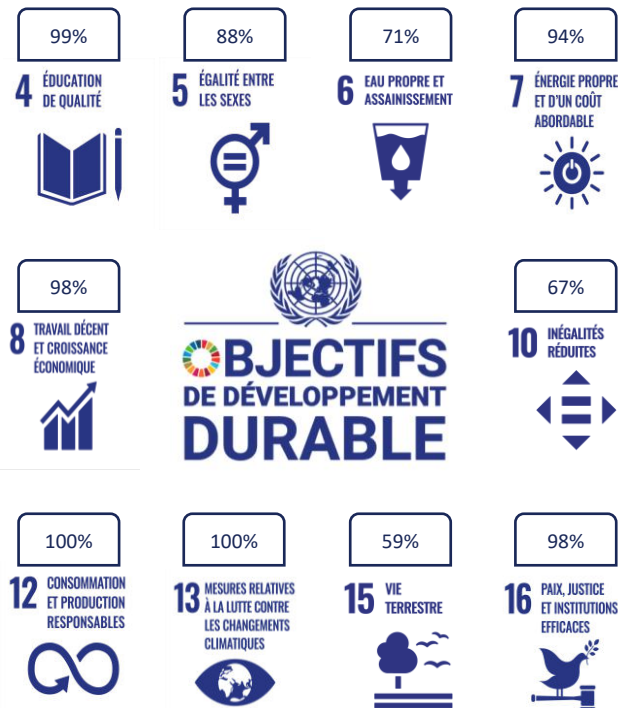 99%
4 ÉDUCATION
DE QUALITÉ
88%
5 ÉGALITÉ ENTRE
LES SEXES
71%
6 EAU PROPRE ET
ASSAINISSEMENT
94%
7 ÉNERGIE PROPRE
ET D'UN COÛT
ABORDABLE
98%
8 TRAVAIL DÉCENT
ET CROISSANCE
ÉCONOMIQUE
OBJECTIFS
DE DÉVELOPPEMENT
DURABLE
67%
10 INÉGALITÉS
RÉDUITES
100%
12 CONSOMMATION
ET PRODUCTION
RESPONSABLES
100%
13 MESURES RELATIVES
À LA LUTTE CONTRE
LES CHANGEMENTS
CLIMATIQUES
59%
15 VIE
TERRESTRE
98%
16 PAIX, JUSTICE
ET INSTITUTIONS
EFFICACES